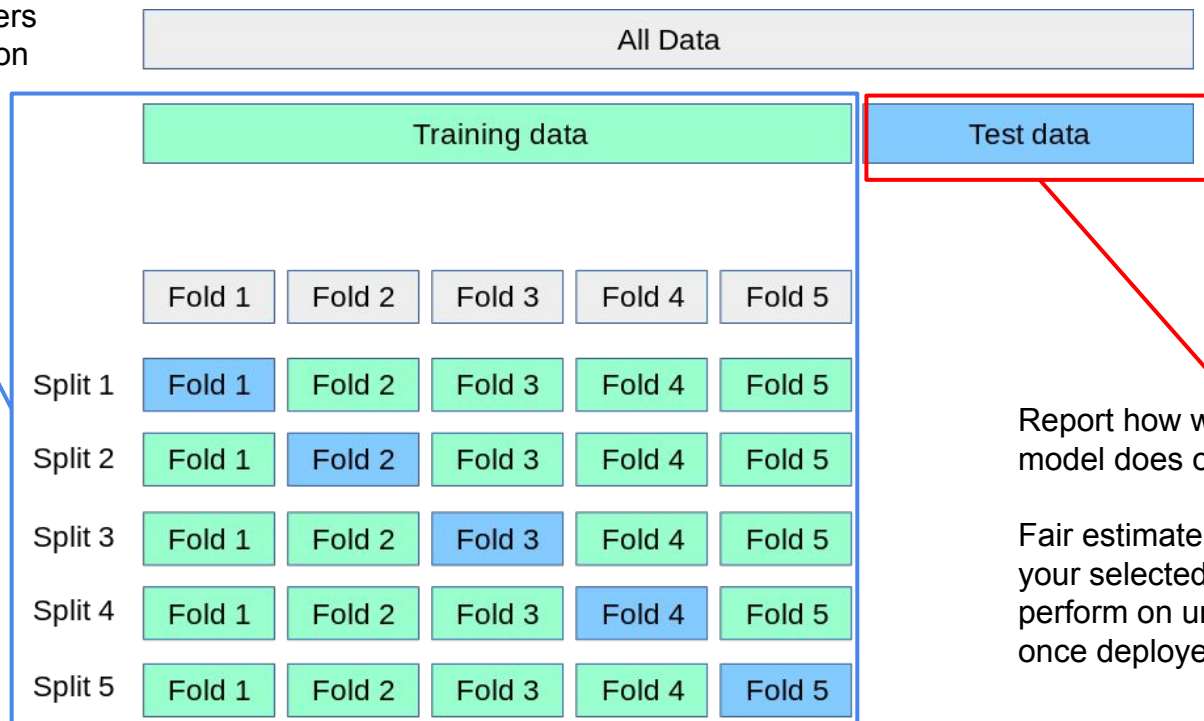 All Data
Training data
Test data
Fold 1 Fold 2 Fold 3 Fold 4 Fold 5
Split 1 Fold 1 Fold 2 Fold 3 Fold 4 Fold 5
Split 2 Fold 1 Fold 2 Fold 3 Fold 4 Fold 5
Split 3 Fold 1 Fold 2 Fold 3 Fold 4 Fold 5
Split 4 Fold 1 Fold 2 Fold 3 Fold 4 Fold 5
Split 5 Fold 1 Fold 2 Fold 3 Fold 4 Fold 5
Report how
model does
Fair estimate
your selected
perform on
once